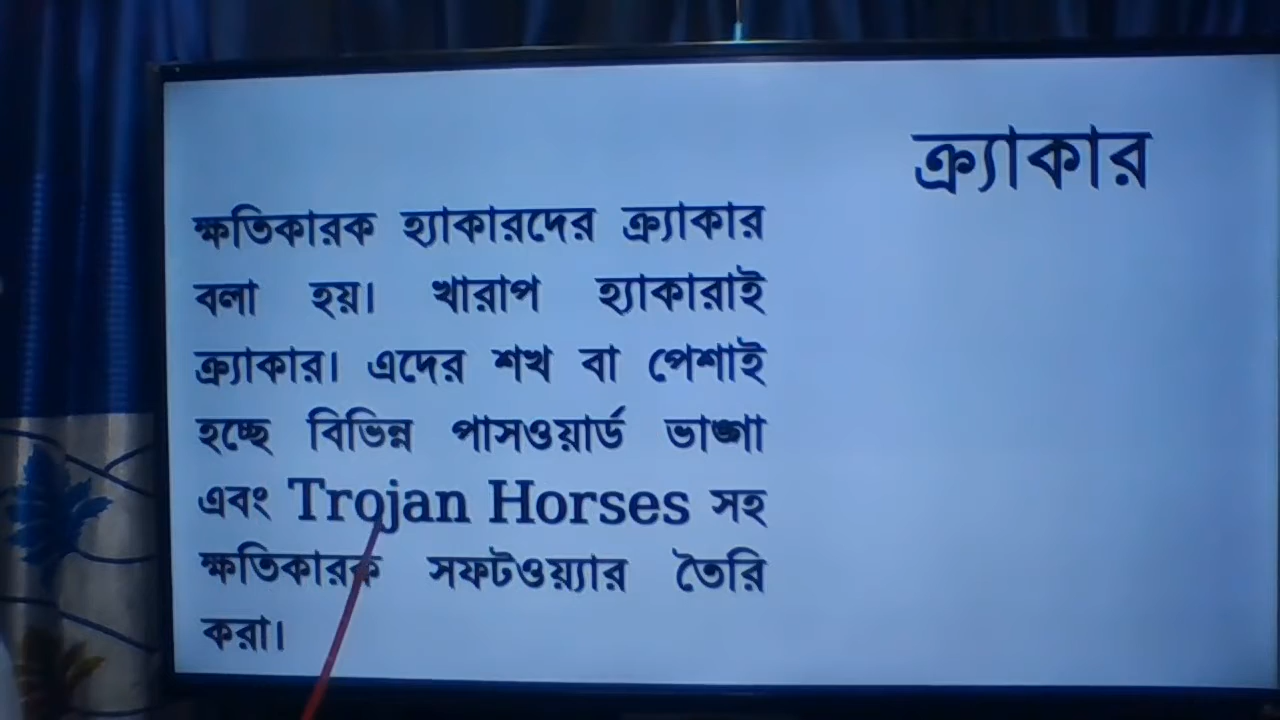 ক্র্যাকার
ক্ষতিকারক হ্যাকারদের ক্র্যাকার
বলা হয়। খারাপ হ্যাকারাই
ক্র্যাকার। এদের শখ বা পেশাই
হচ্ছে বিভিন্ন পাসওয়ার্ড ভাঙ্গা
এবং Trojan Horses সহ
ক্ষতিকারক সফটওয়্যার তৈরি
করা।